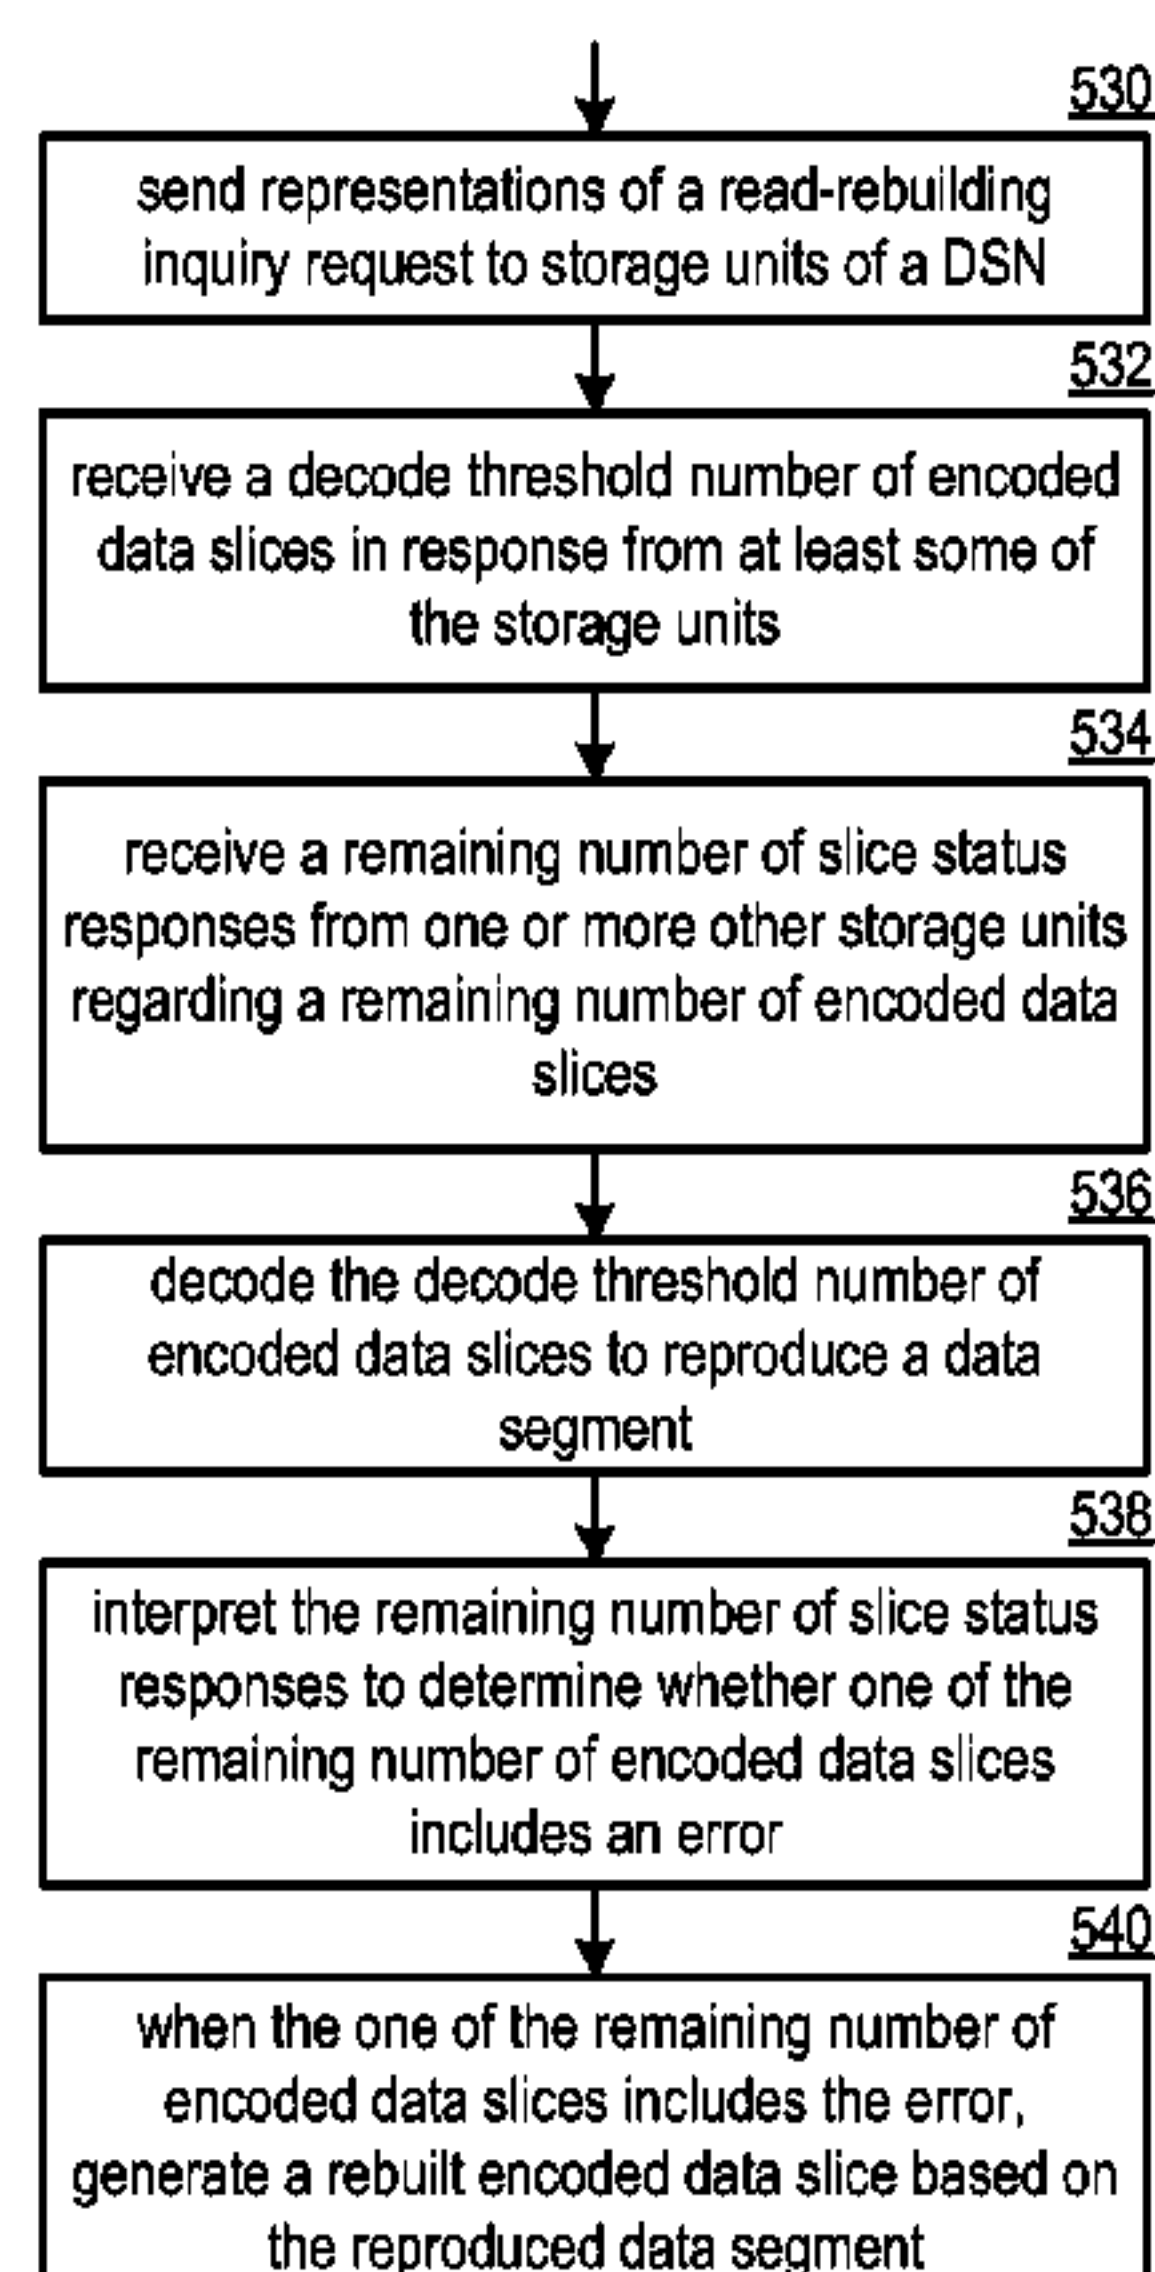 530
send representations of a read-rebuilding
inquiry request to storage units of a DSN
532
receive a decode threshold number of encoded
data slices in response from at least some of
the storage units
534
receive a remaining number of slice status
responses from one or more other storage units
regarding a remaining number of encoded data
slices
536
decode the decode threshold number of
encoded data slices to reproduce a data
segment
538
interpret the remaining number of slice status
responses to determine whether one of the
remaining number of encoded data slices
includes an error
540
when the one of the remaining number of
encoded data slices includes the error,
generate a rebuilt encoded data slice based on
the reproduced data segment